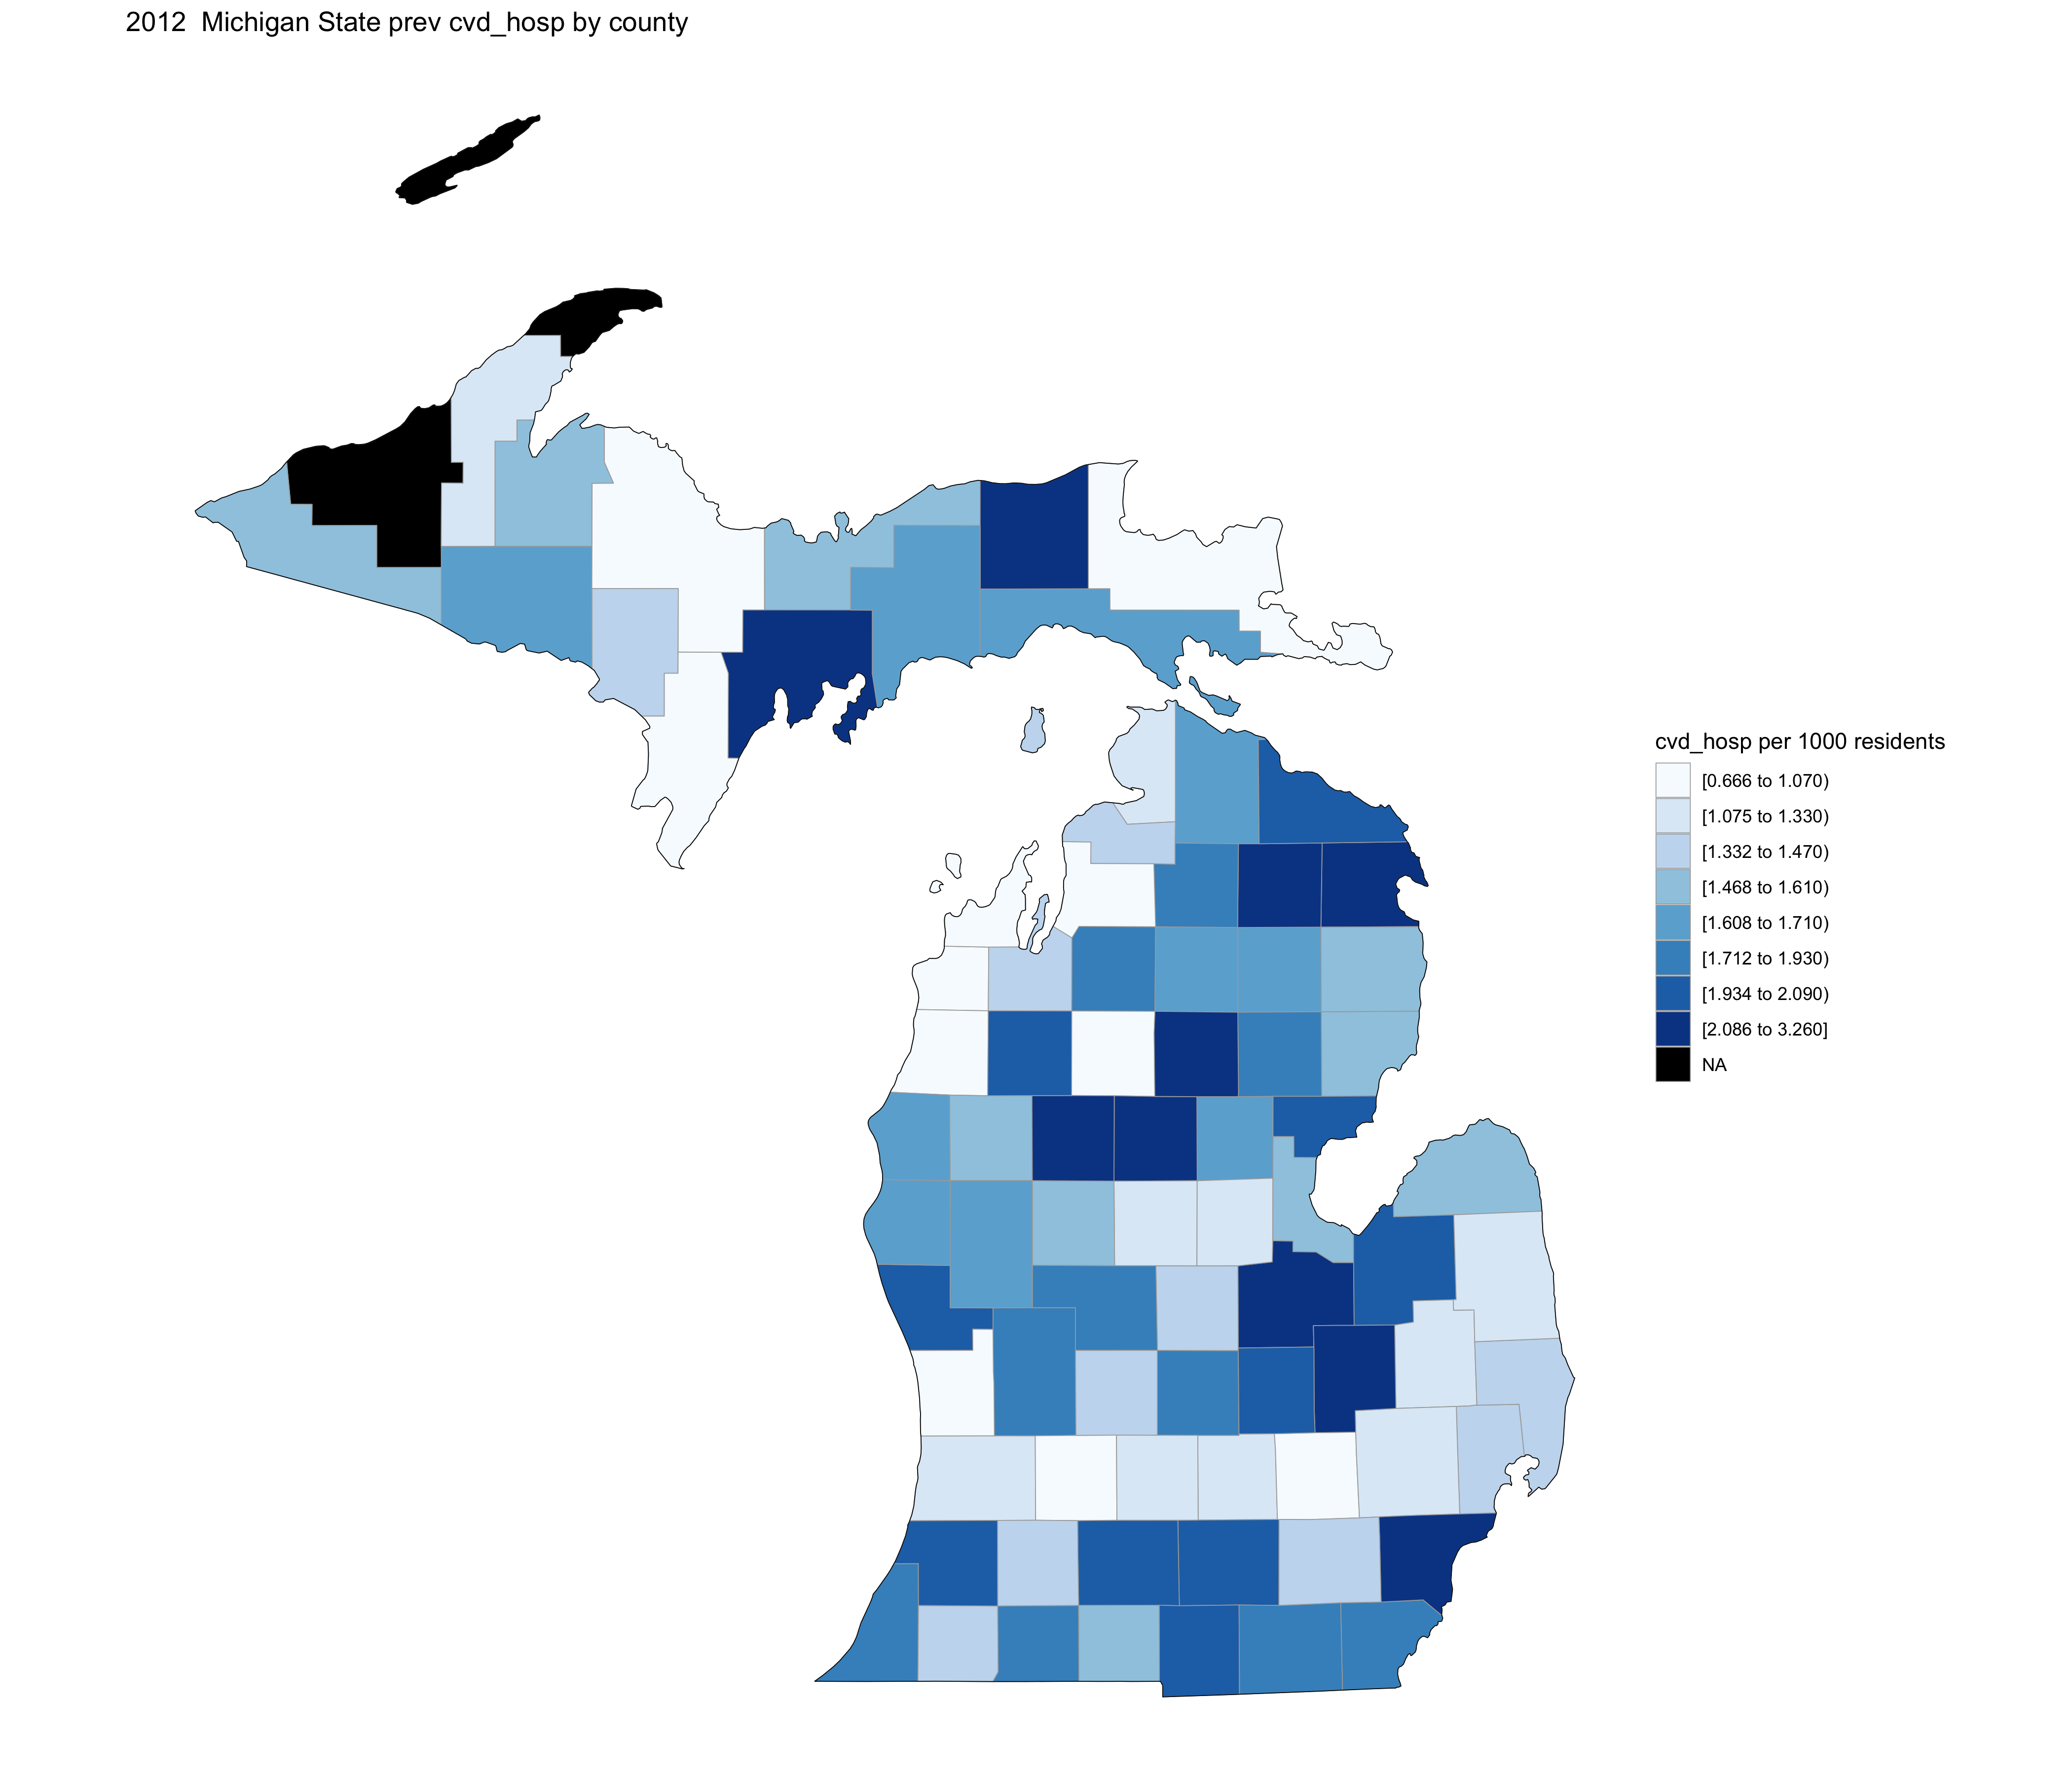 2012  Michigan State prev cvd_hosp by county
cvd_hosp per 1000 residents
[0.666 to 1.070)
[1.075 to 1.330)
[1.332 to 1.470)
[1.468 to 1.610)
[1.608 to 1.710)
[1.712 to 1.930)
[1.934 to 2.090)
[2.086 to 3.260]
NA